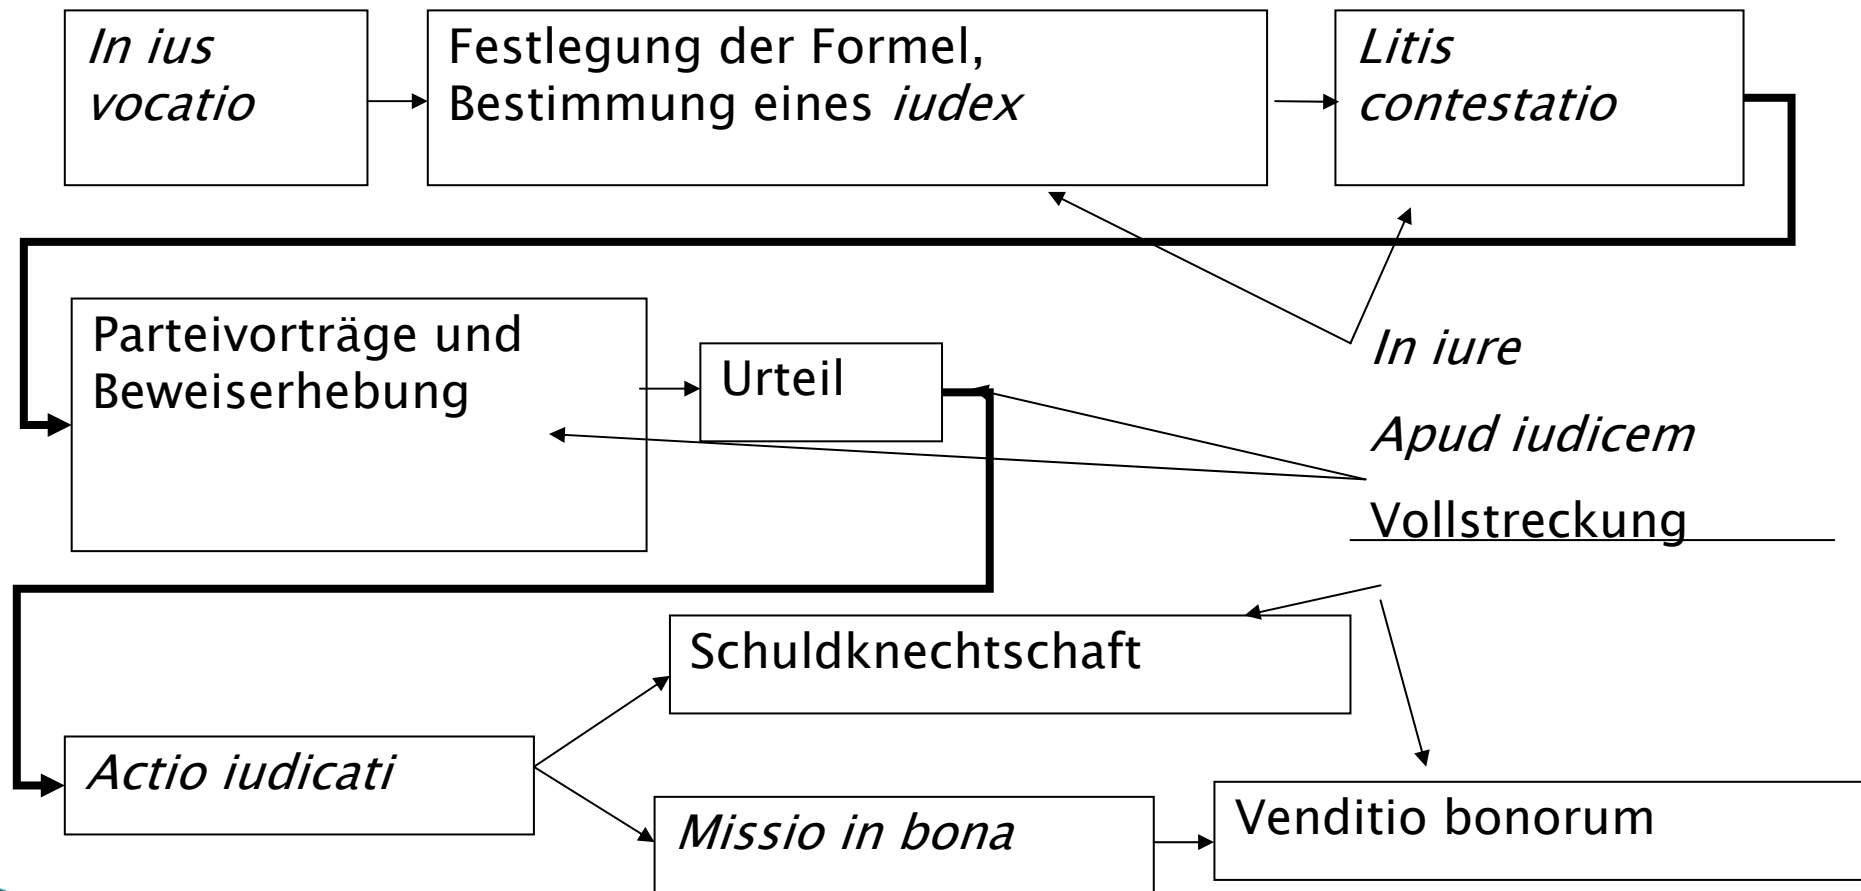 In ius
vocatio
Festlegung der Formel,
Bestimmung eines iudex
Litis
contestatio
Parteivorträge und
Beweiserhebung
Urteil
In iure
Apud iudicem
Vollstreckung
Schuldknechtschaft
Actio iudicati
Missio in bona
Venditio bonorum